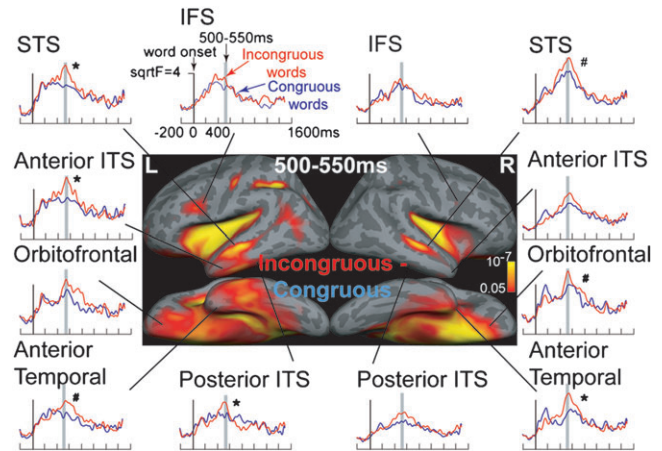 IFS
STS
500-550ms
IFS
STS
word onset
sqrtF=4
Incongruous
words
Congruous
words
*
#
-200 0 400
1600ms
L
500-550ms
R
Anterior ITS
*
Anterior ITS
Orbitofrontal
Incongruous -
Congruous
10-7
0.05
Orbitofrontal
#
Anterior
Temporal
#
Posterior ITS
*
Posterior ITS
Anterior
Temporal
*